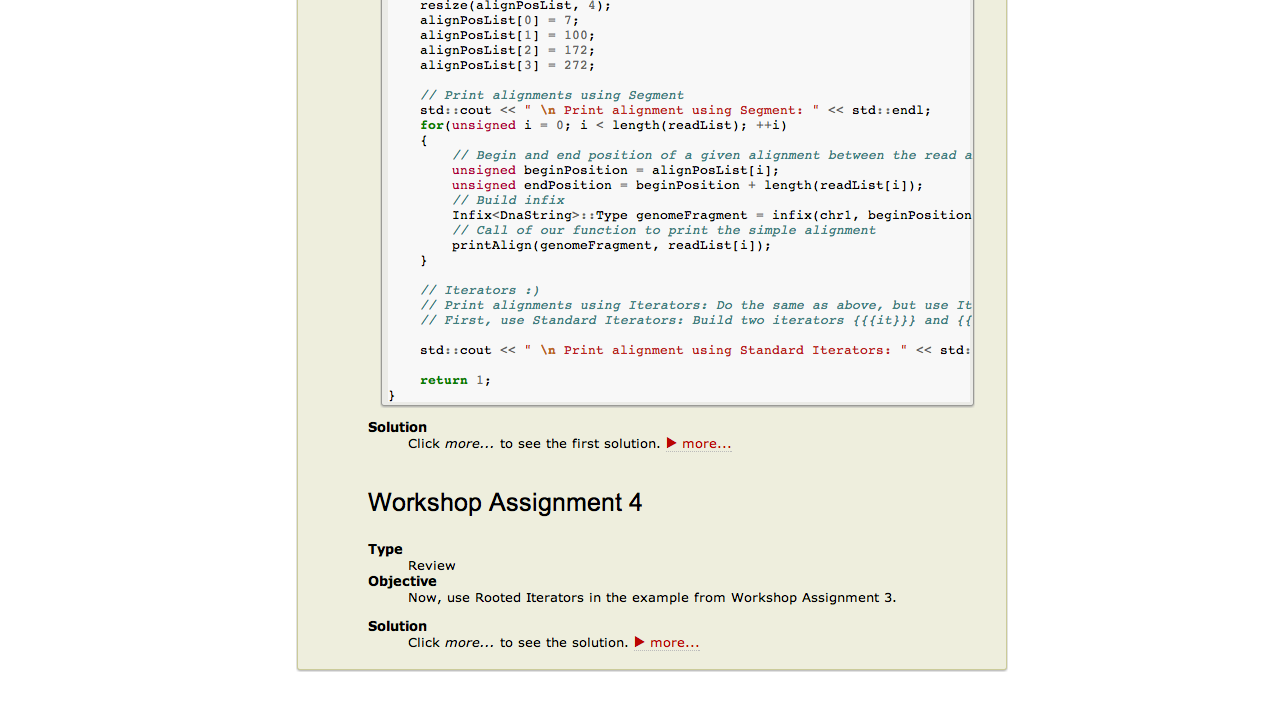 resize(alignPosList, 4);
alignPosList[0] = 7;
alignPosList[1] = 100;
alignPosList[2] = 172;
alignPosList[3] = 272;
// Print alignments using Segment
std::cout << " \n Print alignment using Segment: " << std::endl;
for(unsigned i = 0; i < length(readList); ++i)
{
// Begin and end position of a given alignment between the read a
unsigned beginPosition = alignPosList[i];
unsigned endPosition = beginPosition + length(readList[i]);
// Build infix
Infix<DnaString>::Type genomeFragment = infix(chr1, beginPosition
// Call of our function to print the simple alignment
printAlign(genomeFragment, readList[i]);
}
// Iterators :)
// Print alignments using Iterators: Do the same as above, but use It
// First, use Standard Iterators: Build two iterators {{{it}}} and {{
std::cout << " \n Print alignment using Standard Iterators: " << std:
return 1;
}
Solution
Click more... to see the first solution. ▶ more...
Workshop Assignment 4
Type
Review
Objective
Now, use Rooted Iterators in the example from Workshop Assignment 3.
Solution
Click more... to see the solution. ▶ more...